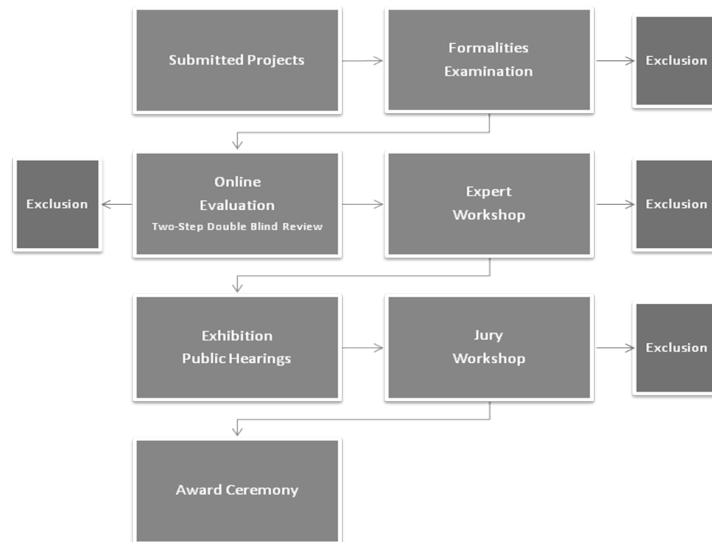 Submitted Projects
Formalities
Examination
Exclusion
Exclusion
Online
Evaluation
Two-Step Double Blind Review
Expert
Workshop
Exclusion
Exhibition
Public Hearings
Jury
Workshop
Exclusion
Award Ceremony